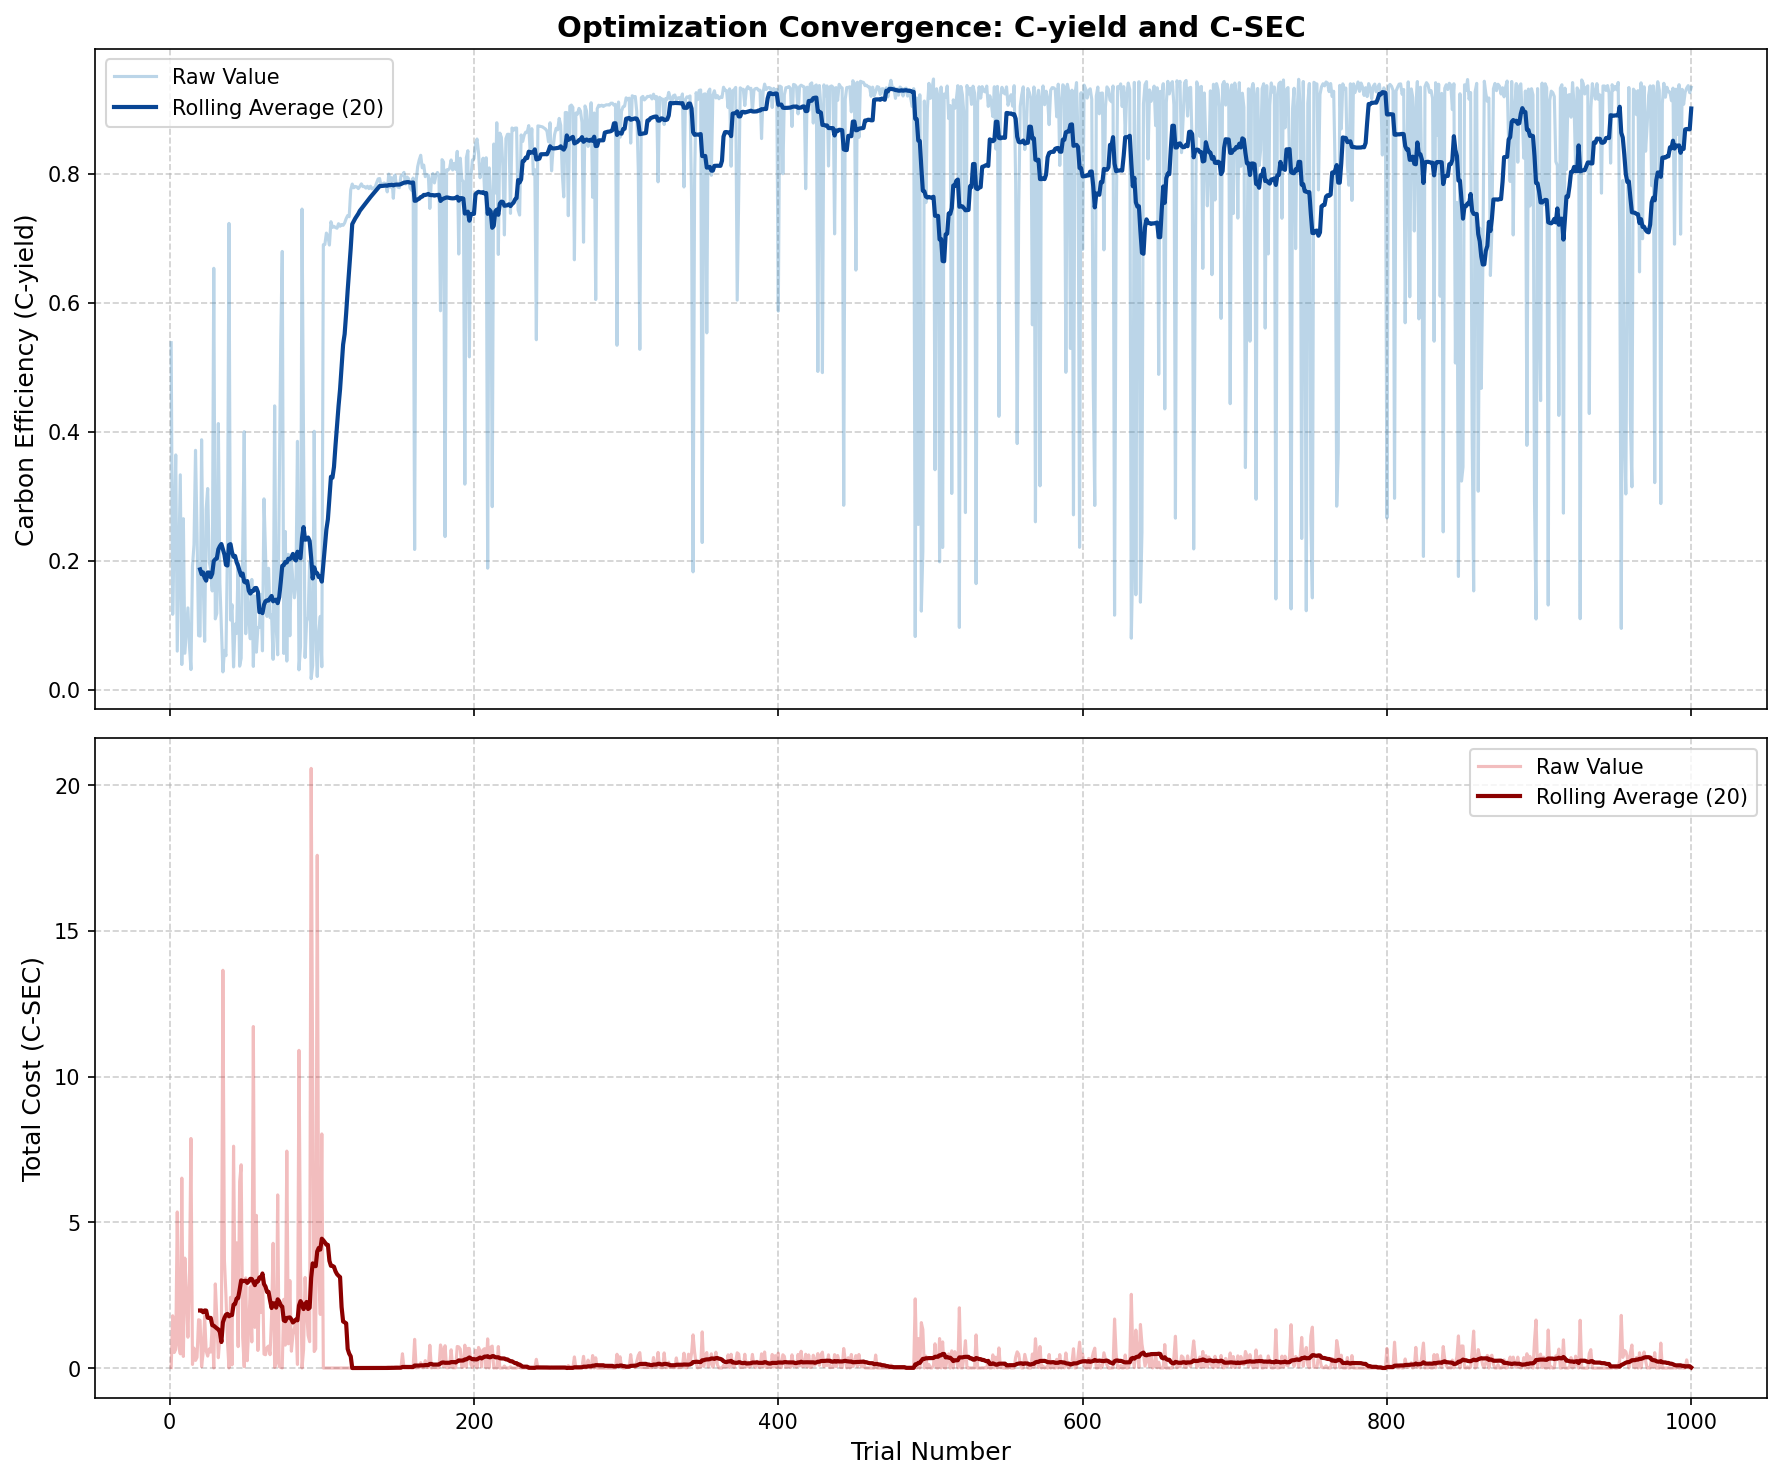 Optimization Convergence: C-yield and C-SEC
Raw Value
Rolling Average (20)
Carbon Efficiency (C-yield)
0.8
0.6
0.4
0.2
0.0
Raw Value
Rolling Average (20)
Total Cost (C-SEC)
20
15
10
5
0
0 200 400 600 800 1000
Trial Number